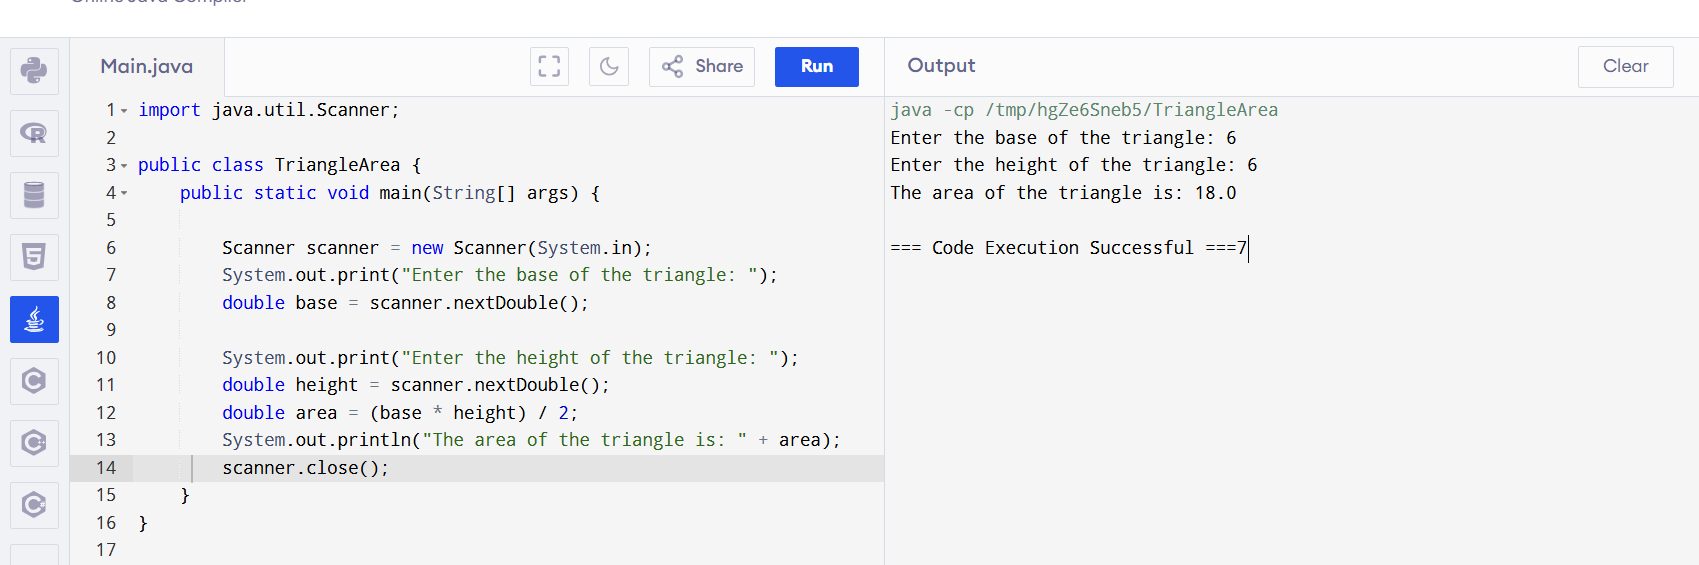 Online Java Compiler
Main.java
Share
Run
1 import java.util.Scanner;
2
3 public class TriangleArea {
4     public static void main(String[] args) {
5
6         Scanner scanner = new Scanner(System.in);
7         System.out.print("Enter the base of the triangle: ");
8         double base = scanner.nextDouble();
9
10         System.out.print("Enter the height of the triangle: ");
11         double height = scanner.nextDouble();
12         double area = (base * height) / 2;
13         System.out.println("The area of the triangle is: " + area);
14         scanner.close();
15     }
16 }
17
Output
Clear
java -cp /tmp/hgZe6Sneb5/TriangleArea
Enter the base of the triangle: 6
Enter the height of the triangle: 6
The area of the triangle is: 18.0
=== Code Execution Successful ===7